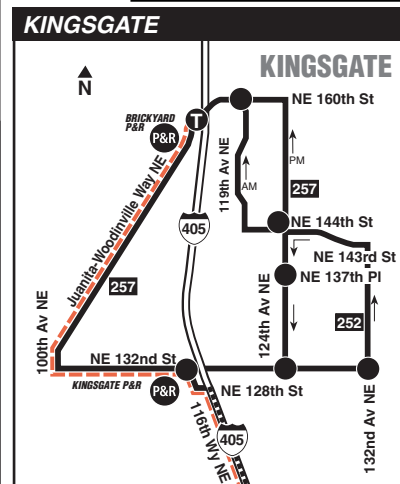 KINGSGATE
KINGSGATE
N
NE 160th St
BRICKYARD
P&R
T
P&R
119th Av NE
PM
AM
257
Juanita-Woodinville Way NE
405
NE 144th St
NE 143rd St
NE 137th Pl
257
100th Av NE
124th Av NE
252
NE 132nd St
KINGSGATE P&R
P&R
NE 128th St
116th Wy NE
405
132nd Av NE